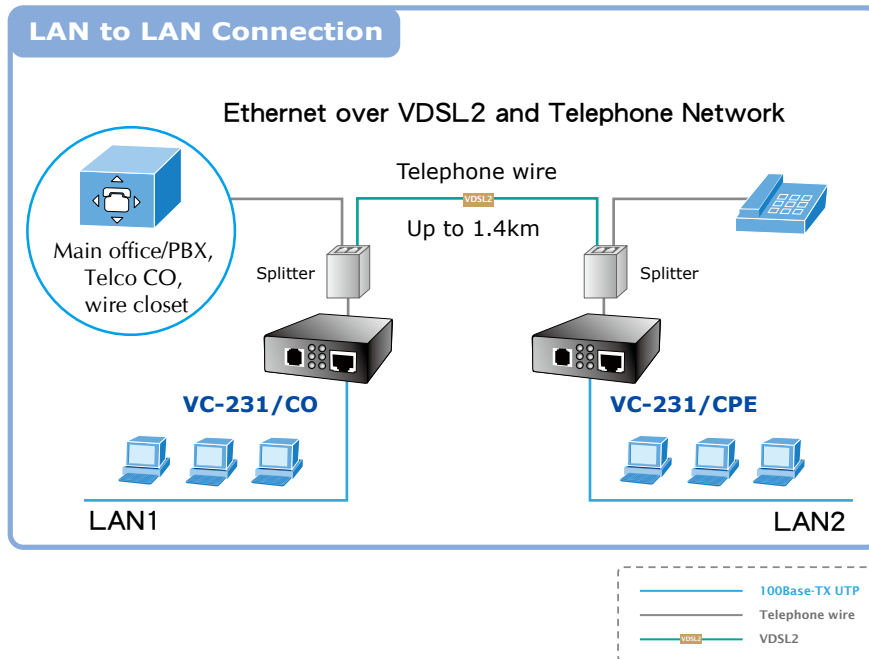 LAN to LAN Connection
Ethernet over VDSL2 and Telephone Network
Telephone wire
VDSL2
Up to 1.4km
Main office/PBX,
Telco CO,
wire closet
Splitter
Splitter
VC-231/CO
VC-231/CPE
LAN1
LAN2
100Base-TX UTP
Telephone wire
VDSL2
VDSL2